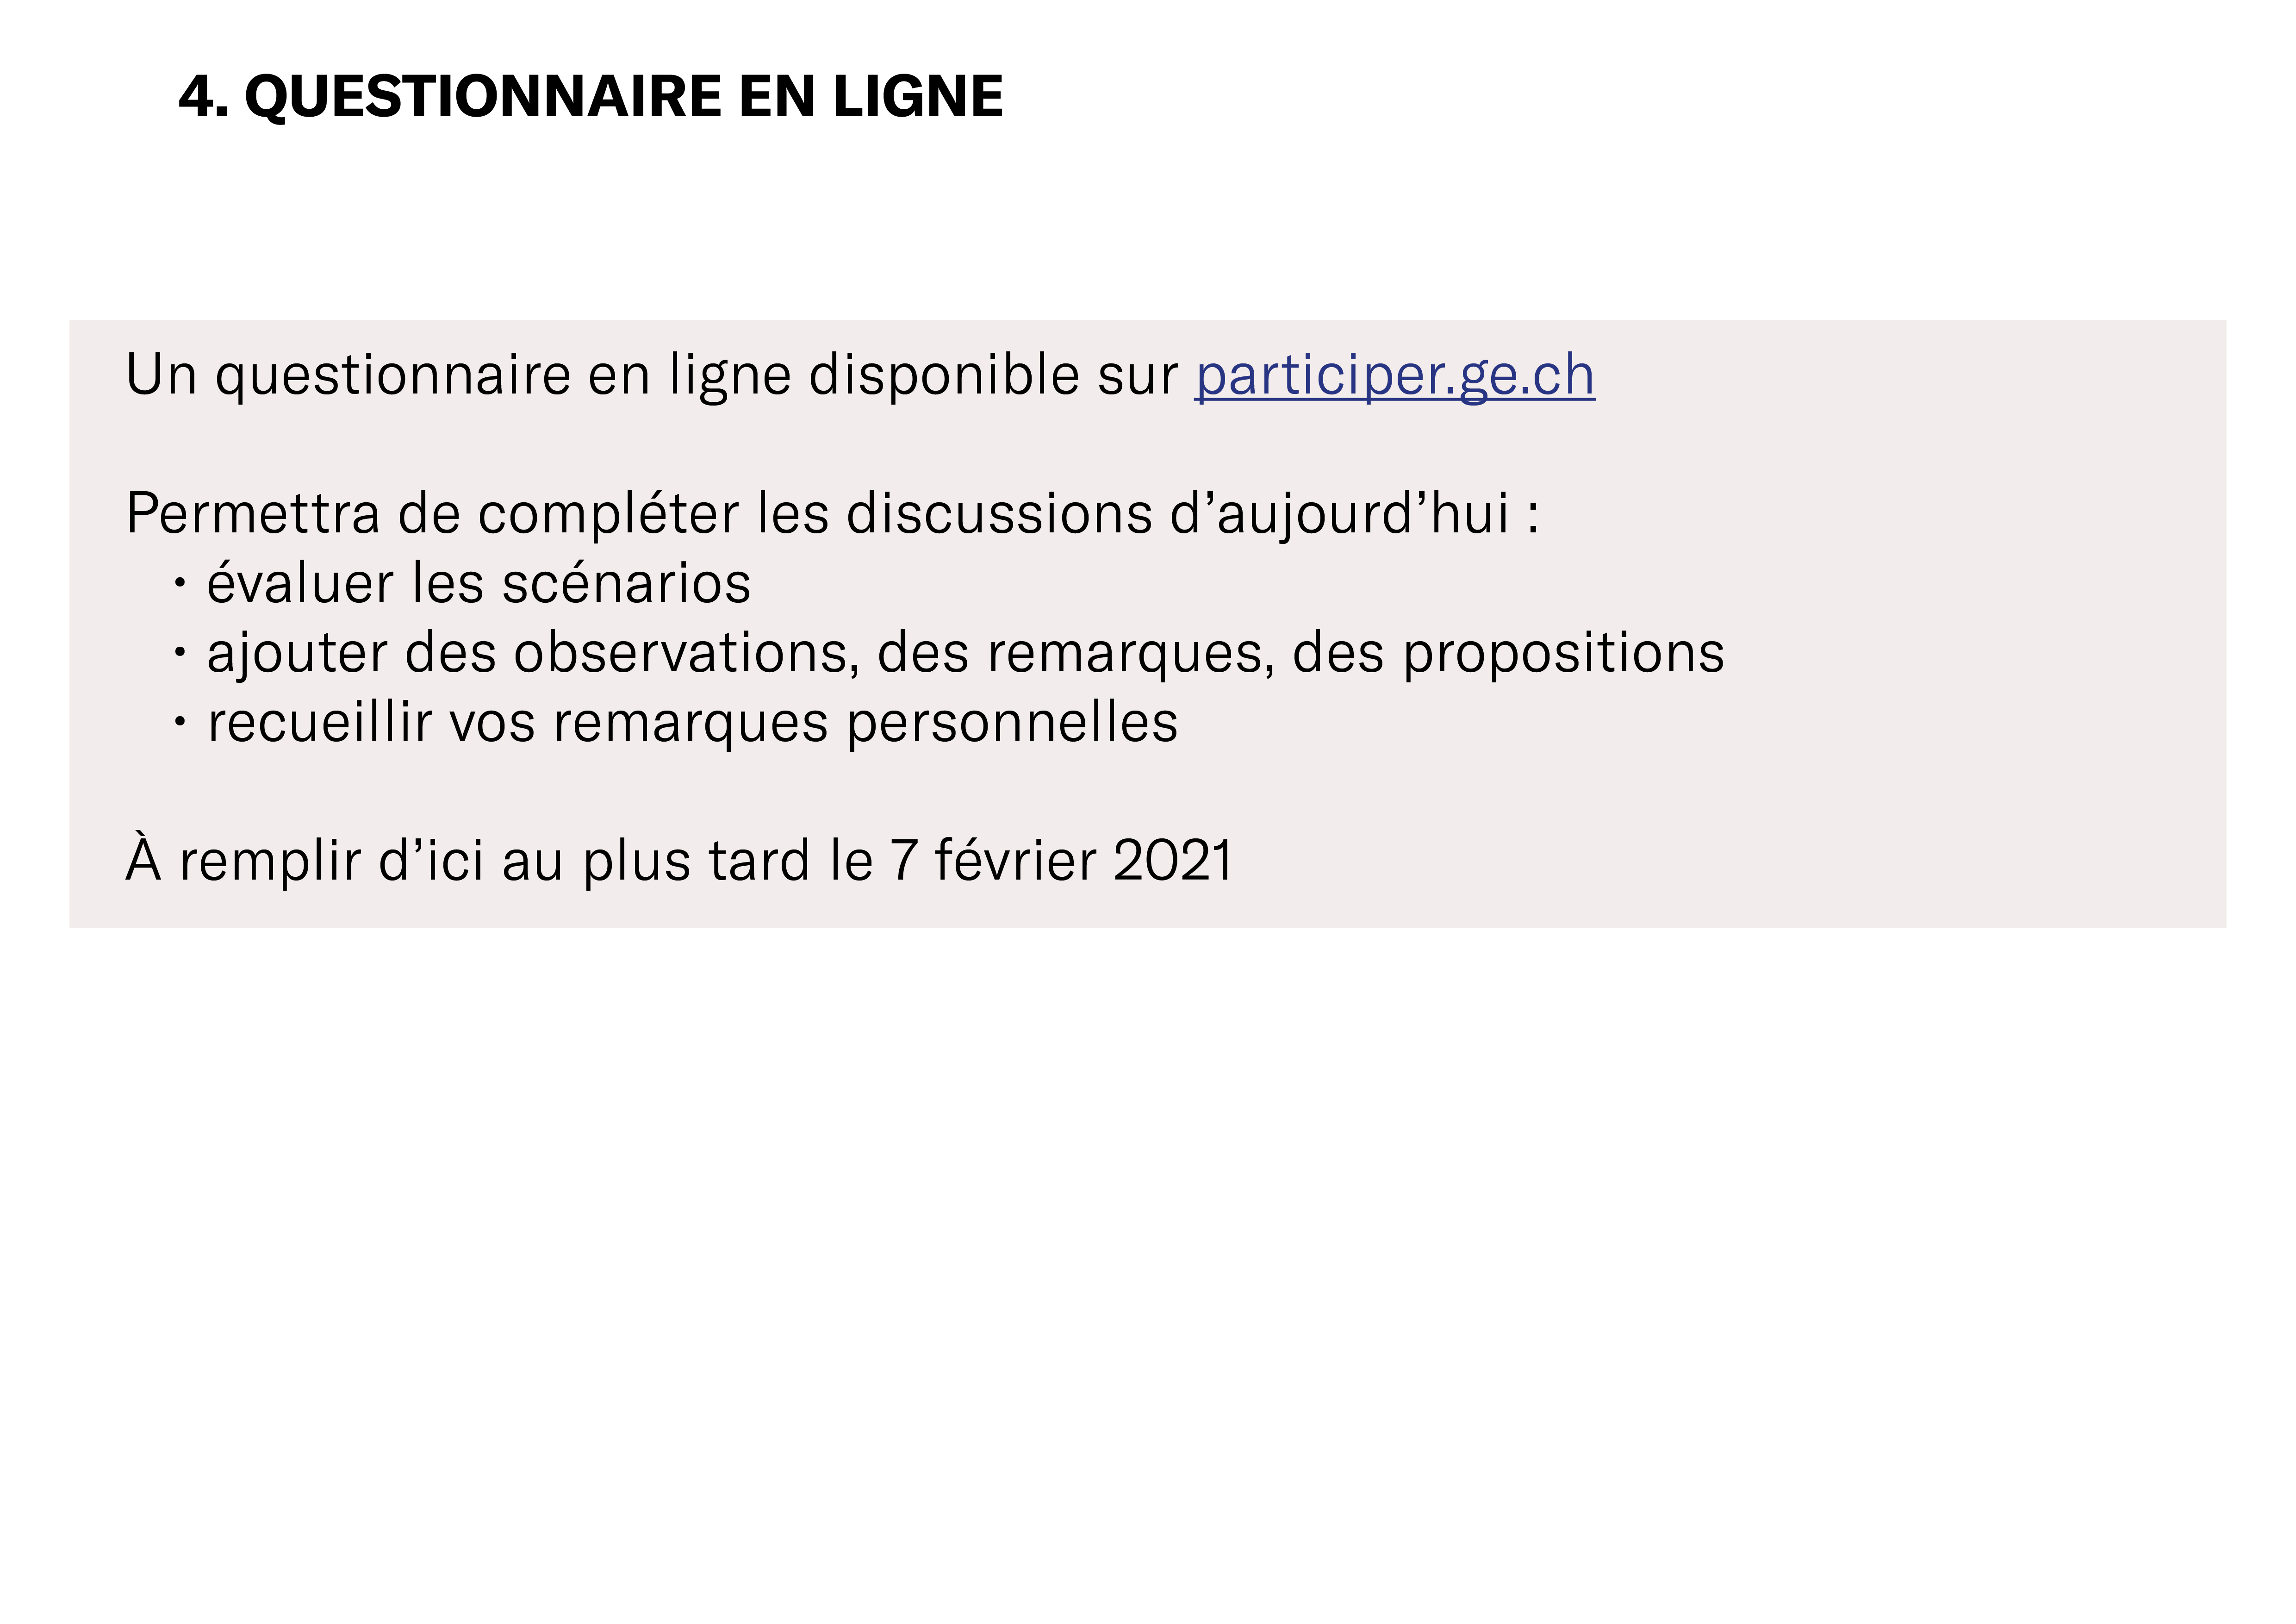 4. QUESTIONNAIRE EN LIGNE
Un questionnaire en ligne disponible sur participer.ge.ch
Permettra de compléter les discussions d’aujourd’hui :
• évaluer les scénarios
• ajouter des observations, des remarques, des propositions
• recueillir vos remarques personnelles
À remplir d’ici au plus tard le 7 février 2021